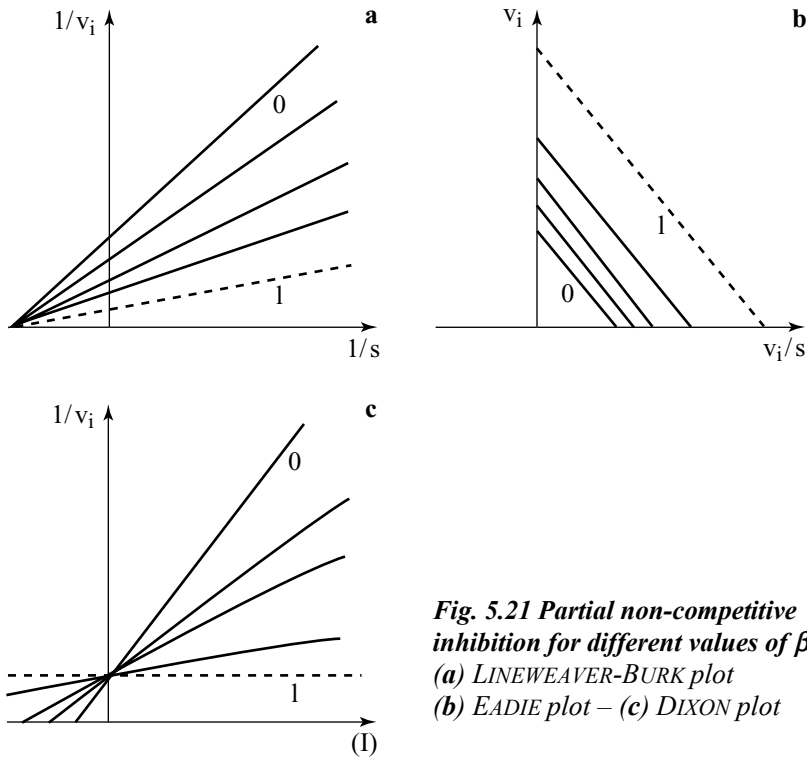 1/vᵢ
a
0
1
1/s
vᵢ
b
1
0
vᵢ/s
1/vᵢ
c
0
1
(I)
Fig. 5.21 Partial non-competitive
inhibition for different values of β
(a) LINEWEAVER-BURK plot
(b) EADIE plot – (c) DIXON plot